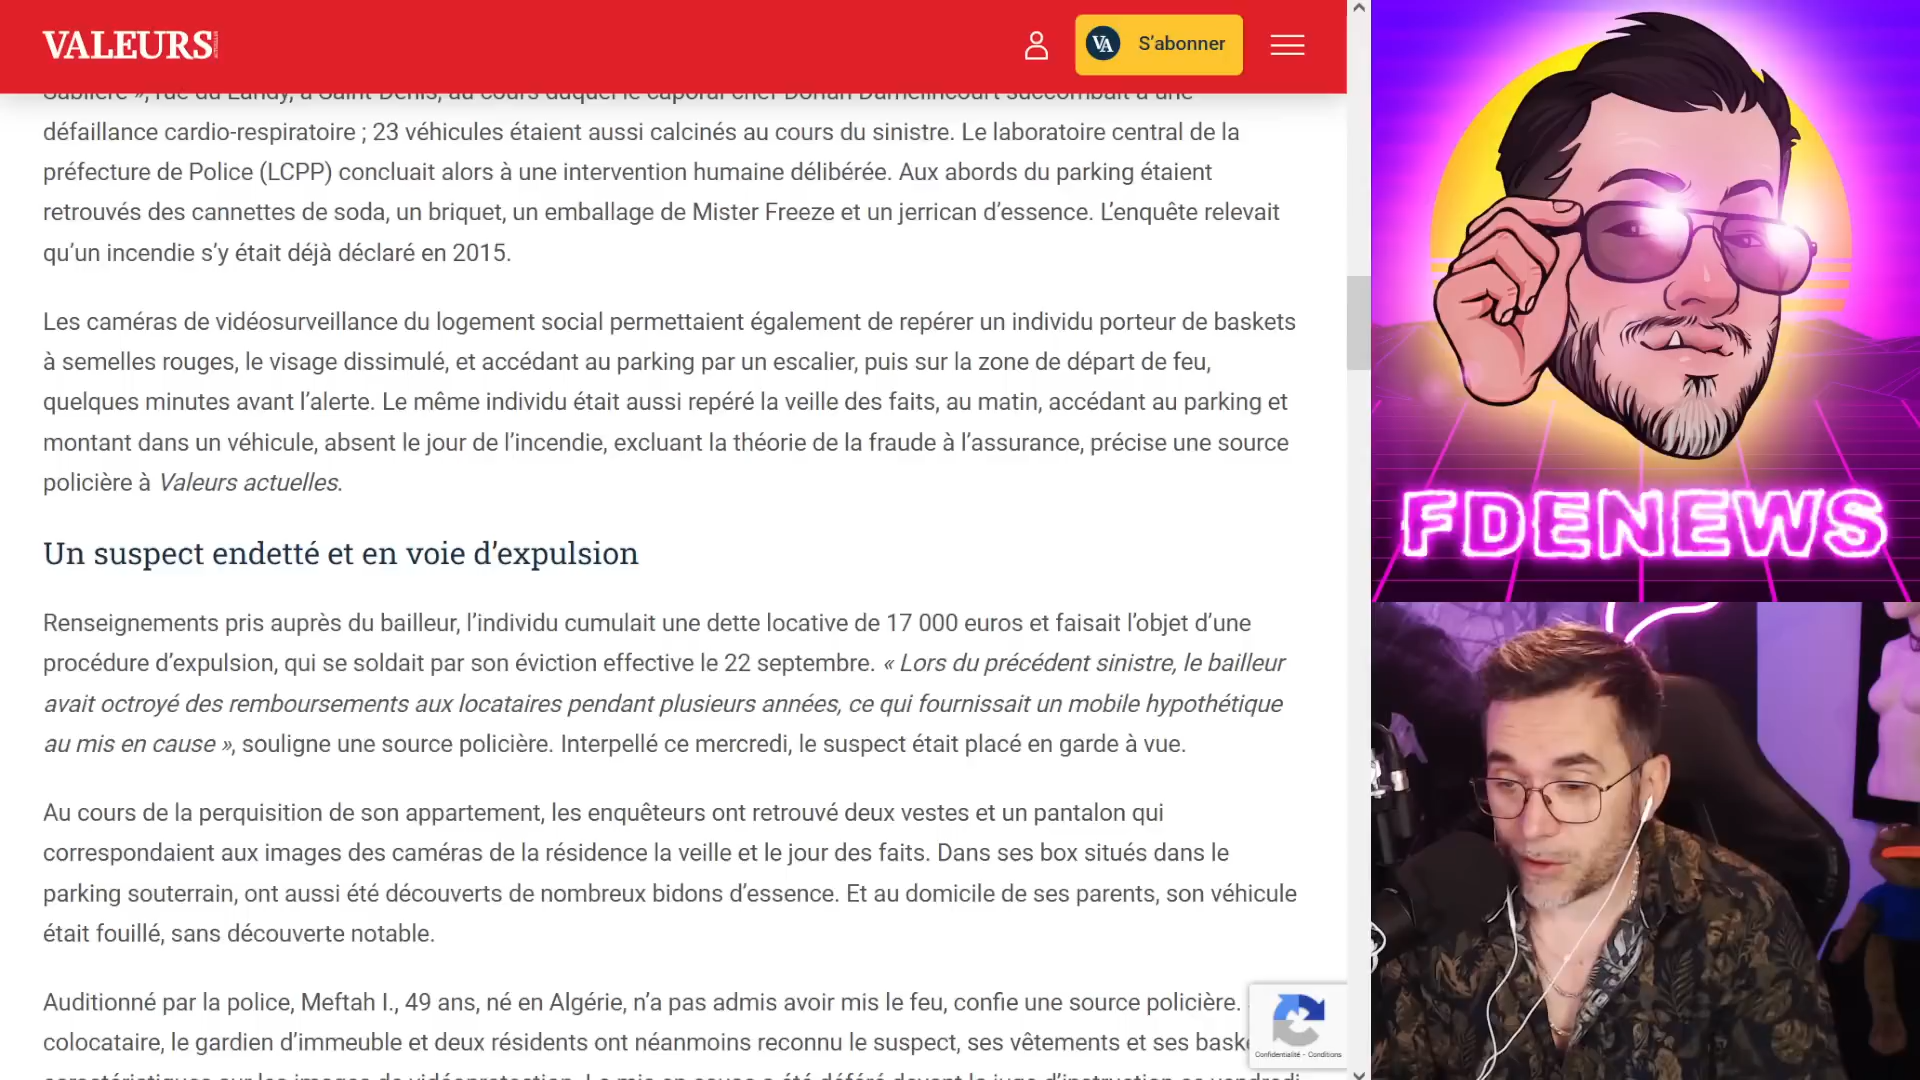 VALEURS
VA S’abonner
Sablière », rue du Landy, à Saint-Denis, au cours duquel le caporal-chef Dorian Damelincourt succombait à une
défaillance cardio-respiratoire ; 23 véhicules étaient aussi calcinés au cours du sinistre. Le laboratoire central de la
préfecture de Police (LCPP) concluait alors à une intervention humaine délibérée. Aux abords du parking étaient
retrouvés des cannettes de soda, un briquet, un emballage de Mister Freeze et un jerrican d’essence. L’enquête relevait
qu’un incendie s’y était déjà déclaré en 2015.
Les caméras de vidéosurveillance du logement social permettaient également de repérer un individu porteur de baskets
à semelles rouges, le visage dissimulé, et accédant au parking par un escalier, puis sur la zone de départ de feu,
quelques minutes avant l’alerte. Le même individu était aussi repéré la veille des faits, au matin, accédant au parking et
montant dans un véhicule, absent le jour de l’incendie, excluant la théorie de la fraude à l’assurance, précise une source
policière à Valeurs actuelles.
Un suspect endetté et en voie d’expulsion
Renseignements pris auprès du bailleur, l’individu cumulait une dette locative de 17 000 euros et faisait l’objet d’une
procédure d’expulsion, qui se soldait par son éviction effective le 22 septembre. « Lors du précédent sinistre, le bailleur
avait octroyé des remboursements aux locataires pendant plusieurs années, ce qui fournissait un mobile hypothétique
au mis en cause », souligne une source policière. Interpellé ce mercredi, le suspect était placé en garde à vue.
Au cours de la perquisition de son appartement, les enquêteurs ont retrouvé deux vestes et un pantalon qui
correspondaient aux images des caméras de la résidence la veille et le jour des faits. Dans ses box situés dans le
parking souterrain, ont aussi été découverts de nombreux bidons d’essence. Et au domicile de ses parents, son véhicule
était fouillé, sans découverte notable.
Auditionné par la police, Meftah I., 49 ans, né en Algérie, n’a pas admis avoir mis le feu, confie une source policière.
colocataire, le gardien d’immeuble et deux résidents ont néanmoins reconnu le suspect, ses vêtements et ses bask
Confidentialité - Conditions
FDENEWS